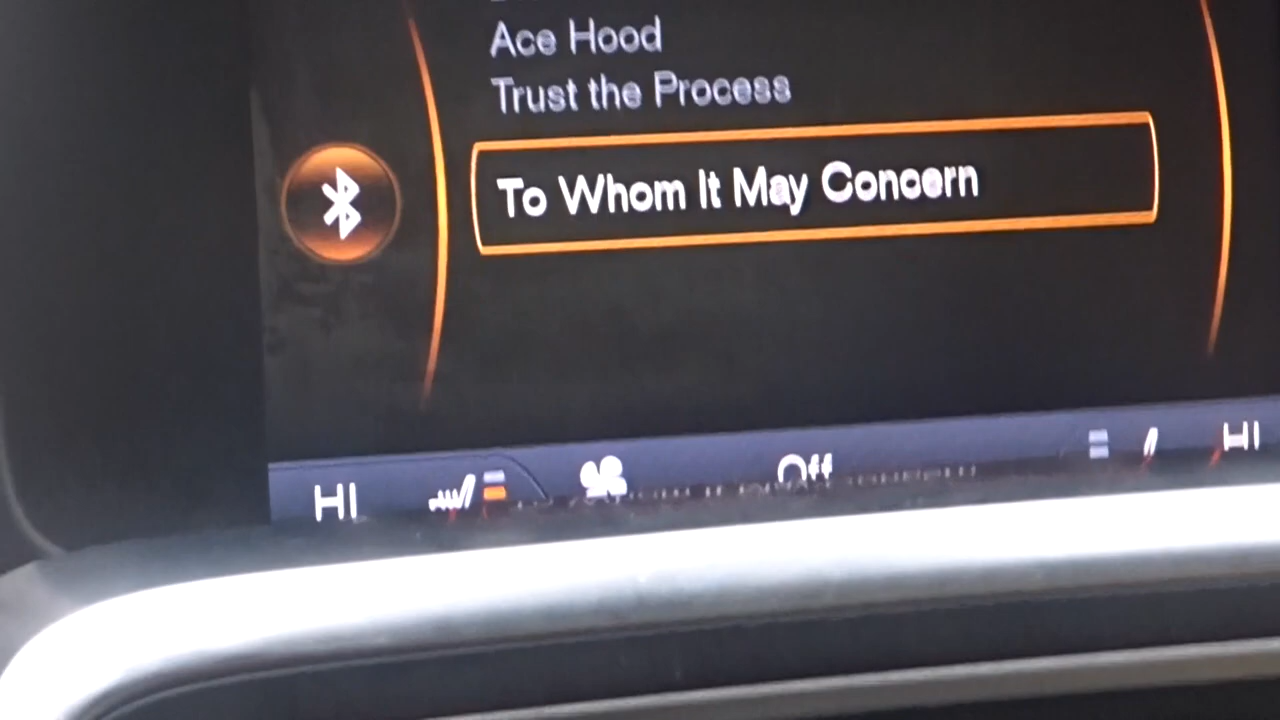 Ace Hood
Trust the Process
To Whom It May Concern
HI
Off
HI